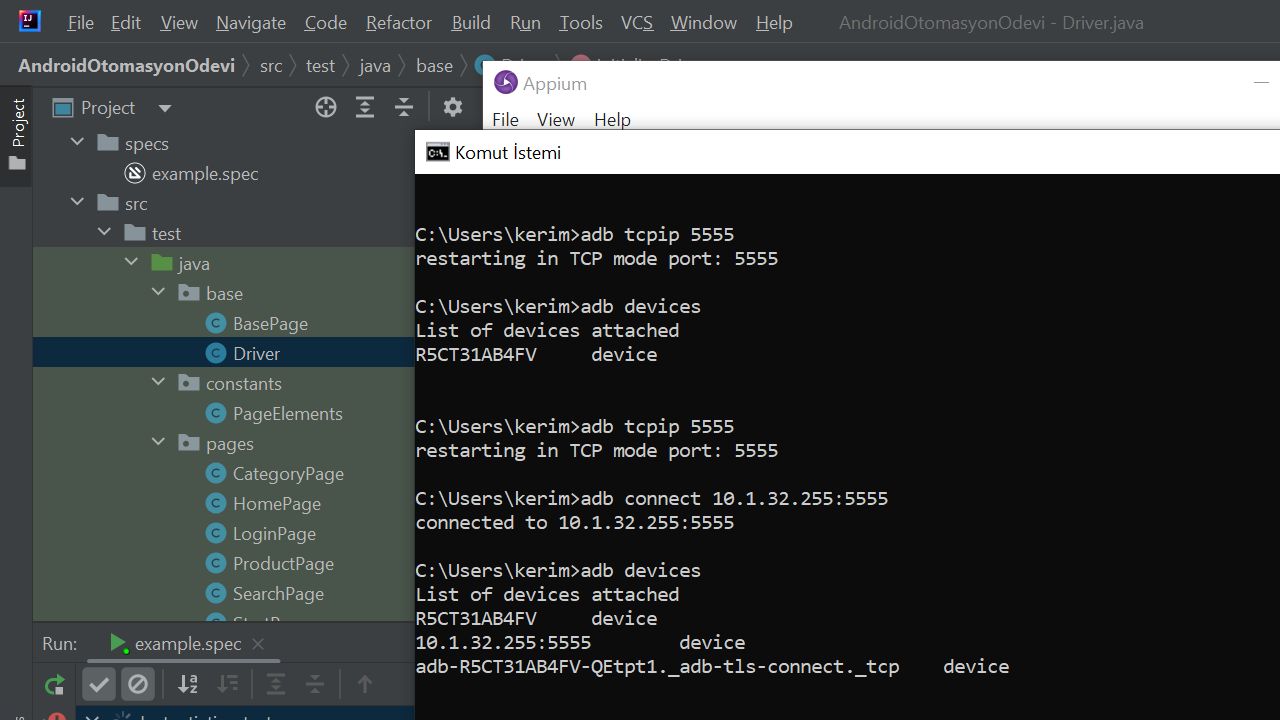 File Edit View Navigate Code Refactor Build Run Tools VCS Window Help AndroidOtomasyonOdevi - Driver.java
AndroidOtomasyonOdevi src test java base
Appium
Project
Project
File View Help
specs
Komut İstemi
example.spec
src
test
java
base
BasePage
Driver
constants
PageElements
pages
CategoryPage
HomePage
LoginPage
ProductPage
SearchPage
C:\Users\kerim>adb tcpip 5555
restarting in TCP mode port: 5555
C:\Users\kerim>adb devices
List of devices attached
R5CT31AB4FV device
C:\Users\kerim>adb tcpip 5555
restarting in TCP mode port: 5555
C:\Users\kerim>adb connect 10.1.32.255:5555
connected to 10.1.32.255:5555
C:\Users\kerim>adb devices
List of devices attached
R5CT31AB4FV device
10.1.32.255:5555 device
adb-R5CT31AB4FV-QEtpt1._adb-tls-connect._tcp device
Run: example.spec